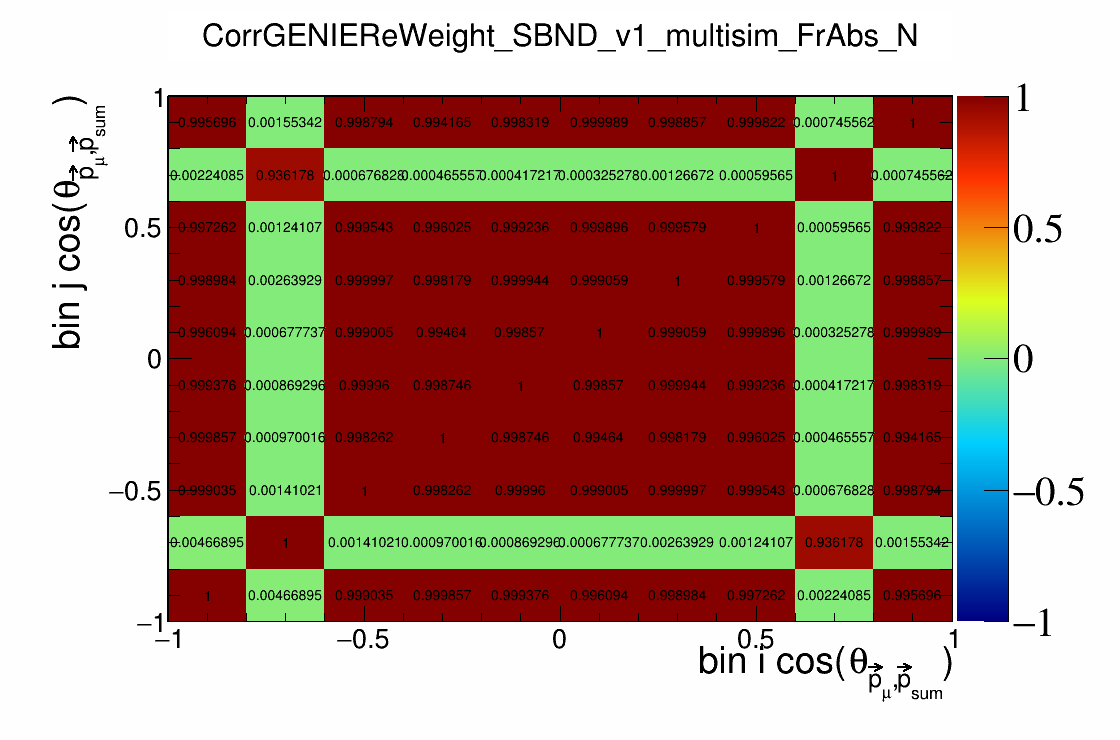 CorrGENIEReWeight_SBND_v1_multisim_FrAbs_N
bin j cos(θ p⃗μ,p⃗sum)
1
0.5
0
−0.5
−1
0.995696 0.00155342 0.998794 0.994165 0.998319 0.999989 0.998857 0.999822 0.000745562 1
0.00224085 0.936178 0.000676828 0.000465557 0.000417217 0.000325278 0.00126672 0.00059565 1 0.000745562
0.997262 0.00124107 0.999543 0.996025 0.999236 0.999896 0.999579 1 0.00059565 0.999822
0.998984 0.00263929 0.999997 0.998179 0.999944 0.999059 1 0.999579 0.00126672 0.998857
0.996094 0.000677737 0.999005 0.99464 0.99857 1 0.999059 0.999896 0.000325278 0.999989
0.999376 0.000869296 0.99996 0.998746 1 0.99857 0.999944 0.999236 0.000417217 0.998319
0.999857 0.000970016 0.998262 1 0.998746 0.99464 0.998179 0.996025 0.000465557 0.994165
0.999035 0.00141021 1 0.998262 0.99996 0.999005 0.999997 0.999543 0.000676828 0.998794
0.00466895 1 0.00141021 0.000970016 0.000869296 0.000677737 0.00263929 0.00124107 0.936178 0.00155342
1 0.00466895 0.999035 0.999857 0.999376 0.996094 0.998984 0.997262 0.00224085 0.995696
−1 −0.5 0 0.5 1
bin i cos(θ p⃗μ,p⃗sum)
1
0.5
0
−0.5
−1